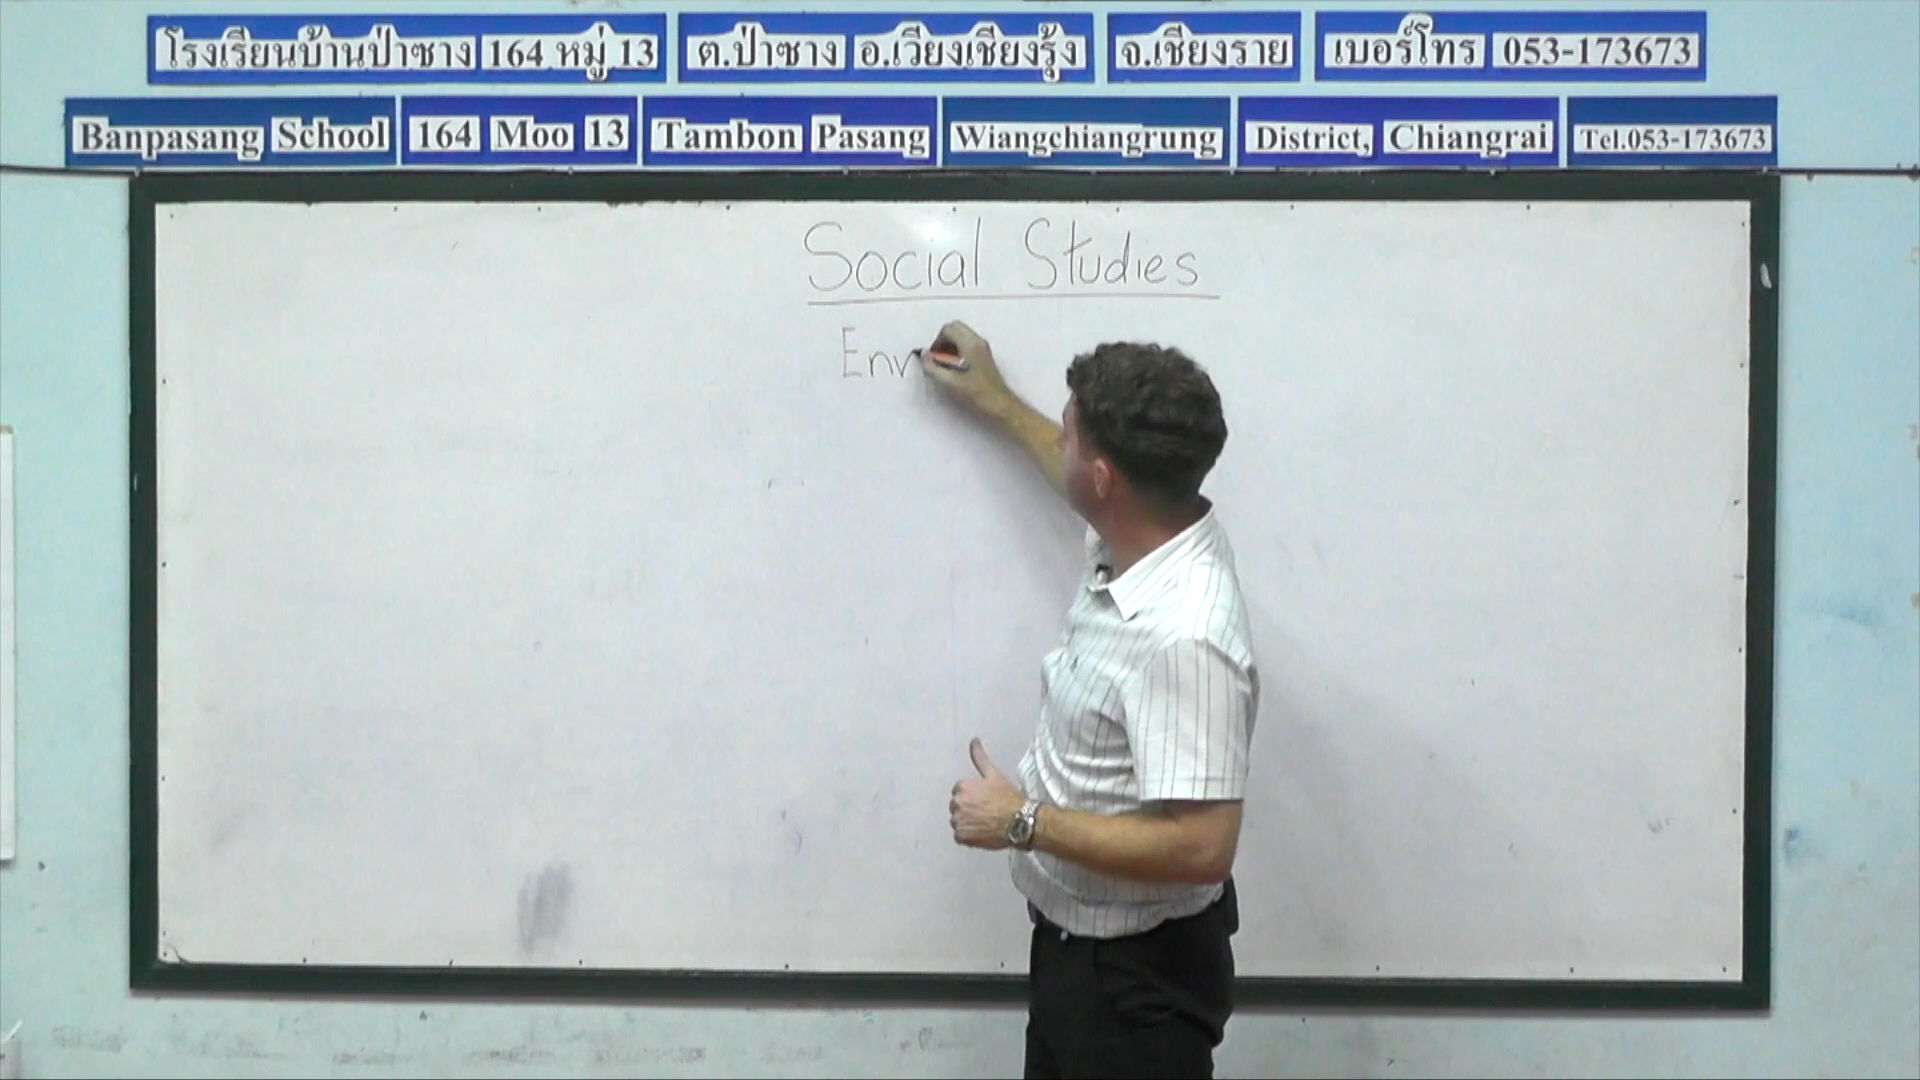 โรงเรียนบ้านป่าซาง 164 หมู่ 13 ต.ป่าซาง อ.เวียงเชียงรุ้ง จ.เชียงราย เบอร์โทร 053-173673
Banpasang School 164 Moo 13 Tambon Pasang Wiangchiangrung District, Chiangrai Tel.053-173673
Social Studies
Env